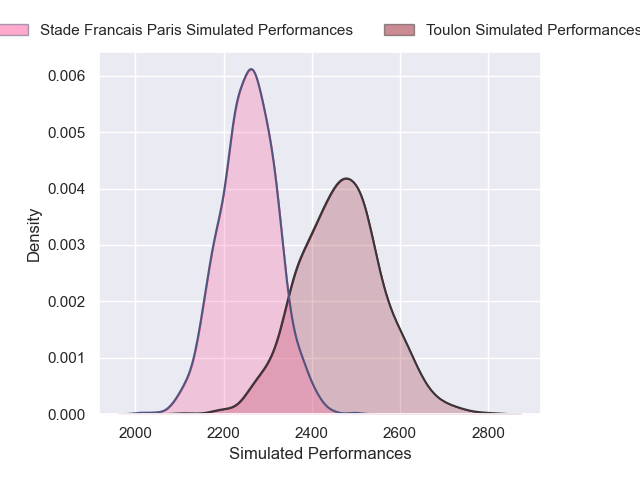 Stade Francais Paris Simulated Performances
Toulon Simulated Performances
0.006
0.005
0.004
0.003
0.002
0.001
0.000
Density
2000 2200 2400 2600 2800
Simulated Performances